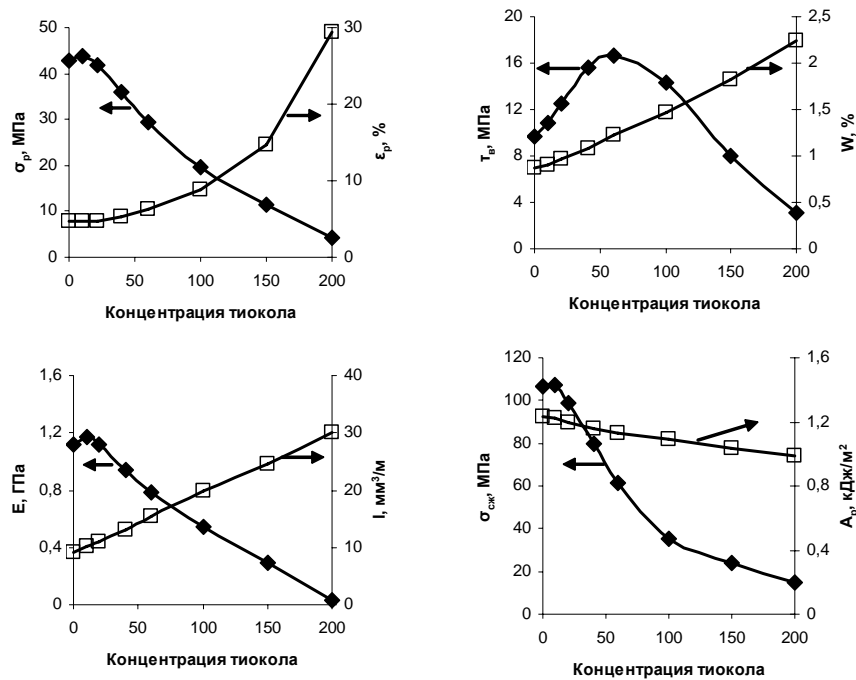 σр, МПа
50
40
30
20
10
0
30
20
10
0
εр, %
0 50 100 150 200
Концентрация тиокола
τв, МПа
20
16
12
8
4
0
2,5
2
1,5
1
0,5
0
W, %
0 50 100 150 200
Концентрация тиокола
E, ГПа
1,6
1,2
0,8
0,4
0
40
30
20
10
0
I, мм³/м
0 50 100 150 200
Концентрация тиокола
σсж, МПа
120
100
80
60
40
20
0
1,6
1,2
0,8
0,4
0
Ар, кДж/м²
0 50 100 150 200
Концентрация тиокола